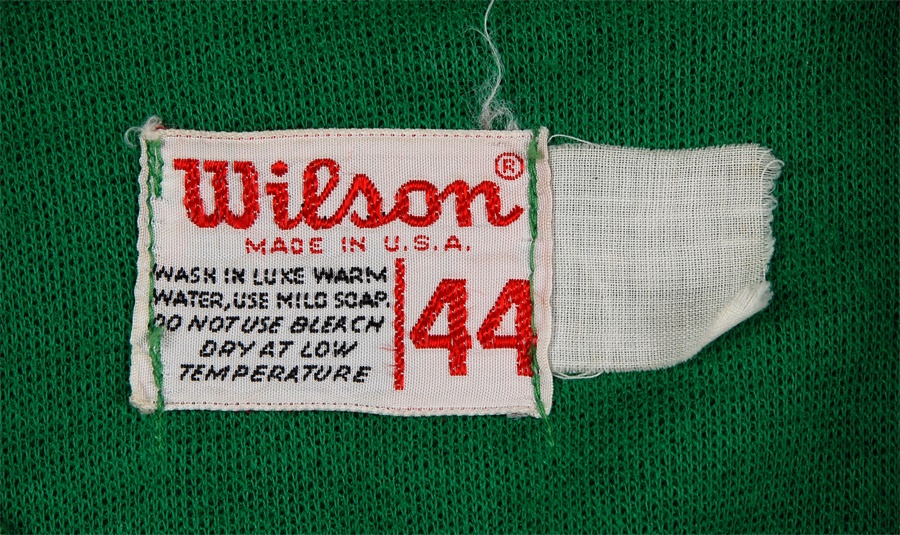 Wilson®
MADE IN U.S.A.
WASH IN LUKE WARM
WATER, USE MILD SOAP.
DO NOT USE BLEACH
DRY AT LOW
TEMPERATURE
44